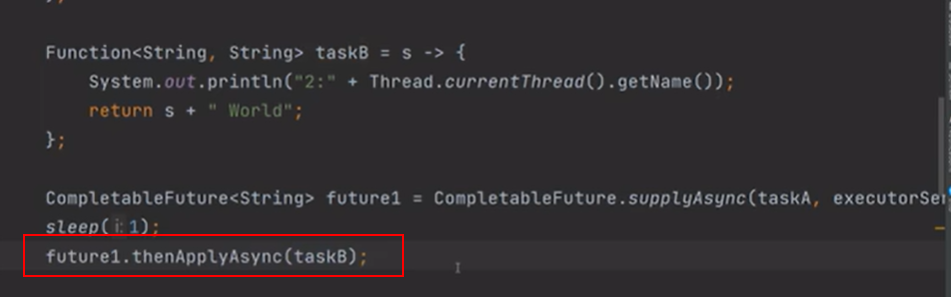 };
Function<String, String> taskB = s -> {
System.out.println("2:" + Thread.currentThread().getName());
return s + " World";
};
CompletableFuture<String> future1 = CompletableFuture.supplyAsync(taskA, executorSer
sleep( i: 1);
future1.thenApplyAsync(taskB);